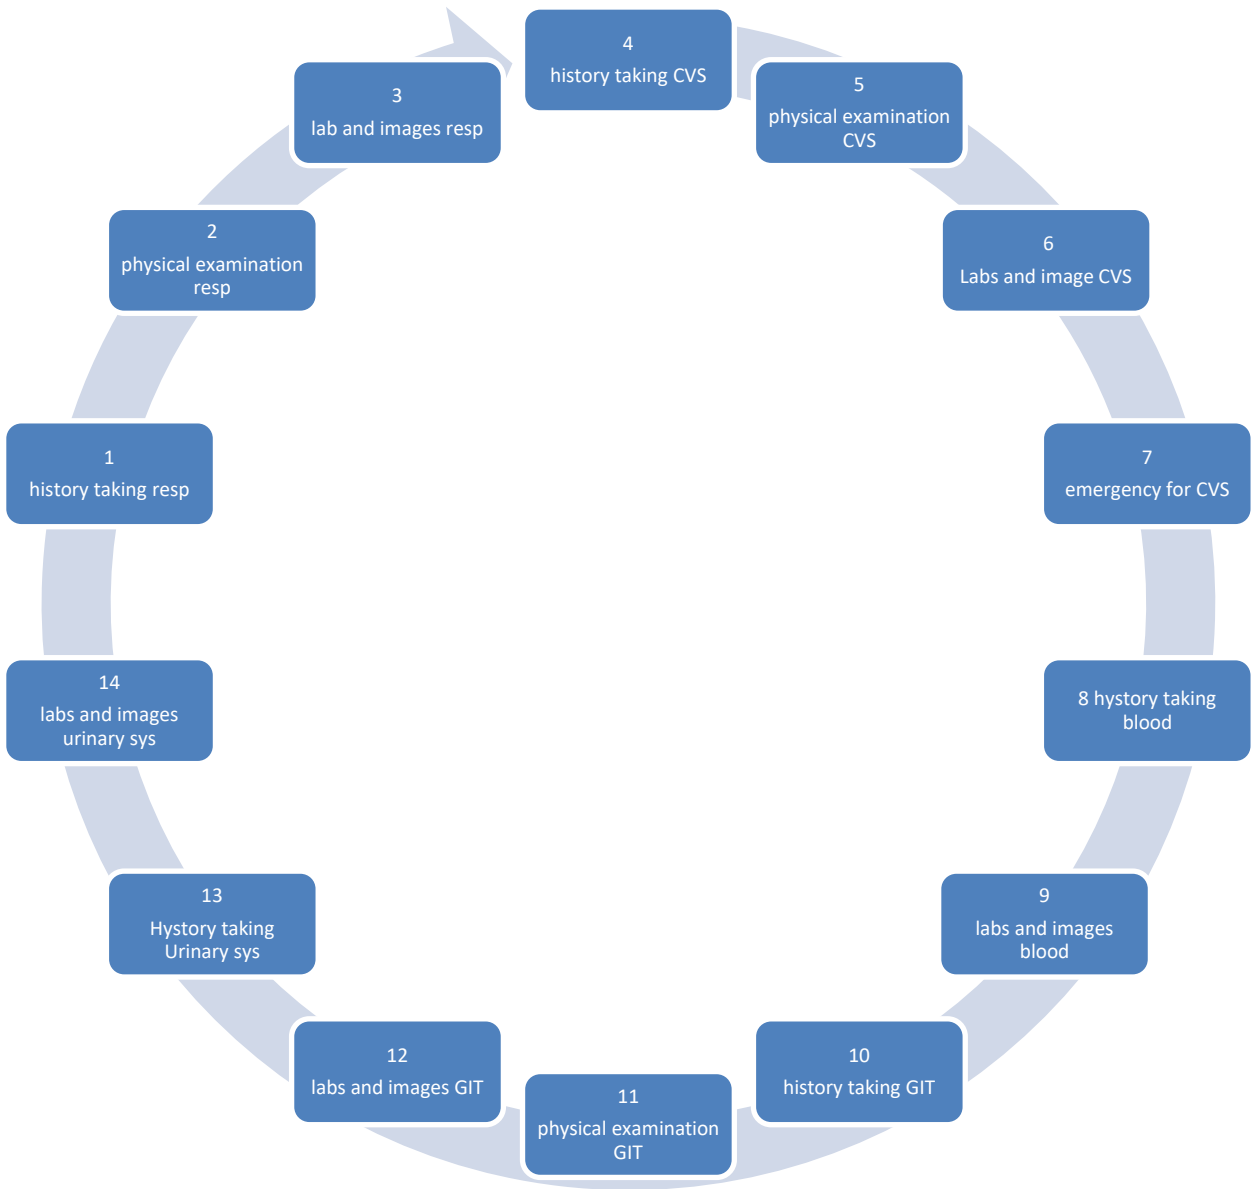 1
history taking resp
2
physical examination
resp
3
lab and images resp
4
history taking CVS
5
physical examination
CVS
6
Labs and image CVS
7
emergency for CVS
8 hystory taking
blood
9
labs and images
blood
10
history taking GIT
11
physical examination
GIT
12
labs and images GIT
13
Hystory taking
Urinary sys
14
labs and images
urinary sys